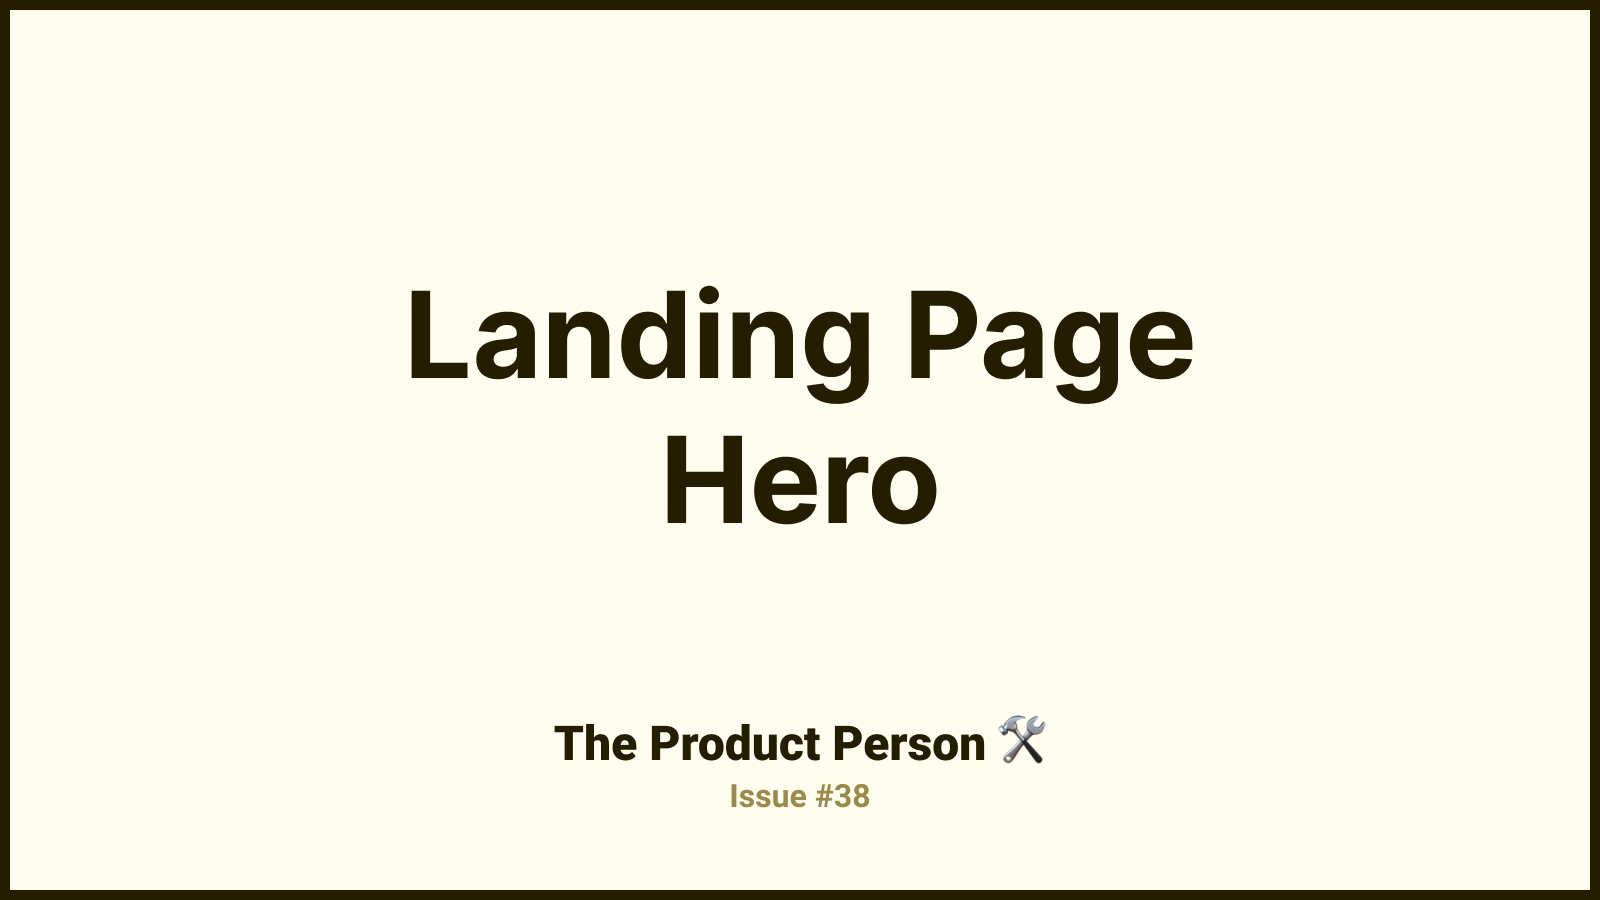 Landing Page
Hero
The Product Person 🛠
Issue #38